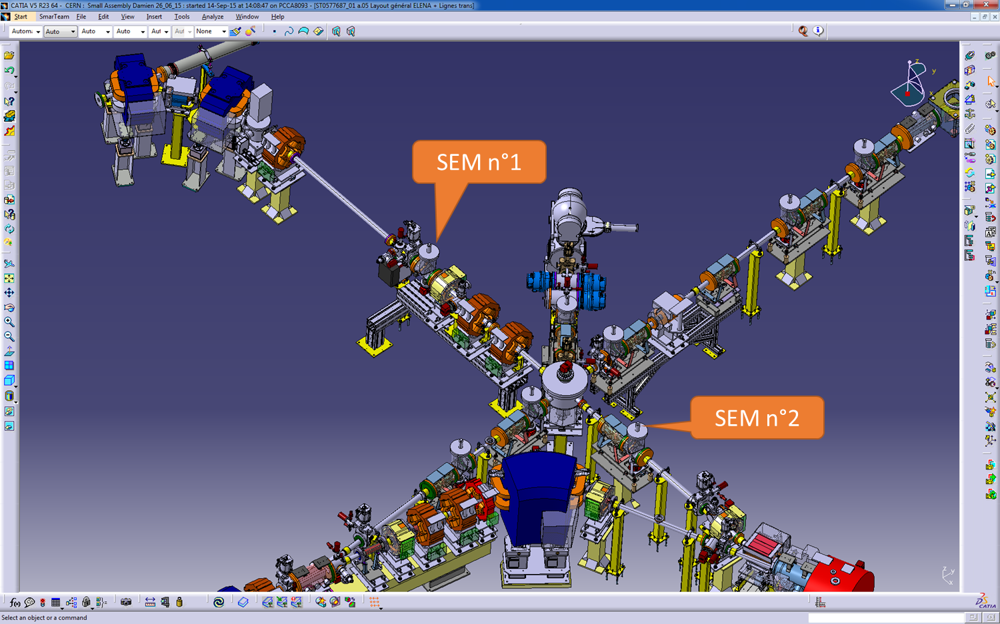 CATIA V5 R23 64 - CERN : Small Assembly Damien 26_06_15 : started 14-Sep-15 at 14:08:47 on PCCA8093 - [ST0577687_01 a.05 Layout général ELENA + Lignes trans]
Start SmarTeam File Edit View Insert Tools Analyze Window Help
Automa Auto Auto Auto Aut Aut None
z
y
x
SEM n°1
SEM n°2
z
y
x
f(x)
CATIA
Select an object or a command